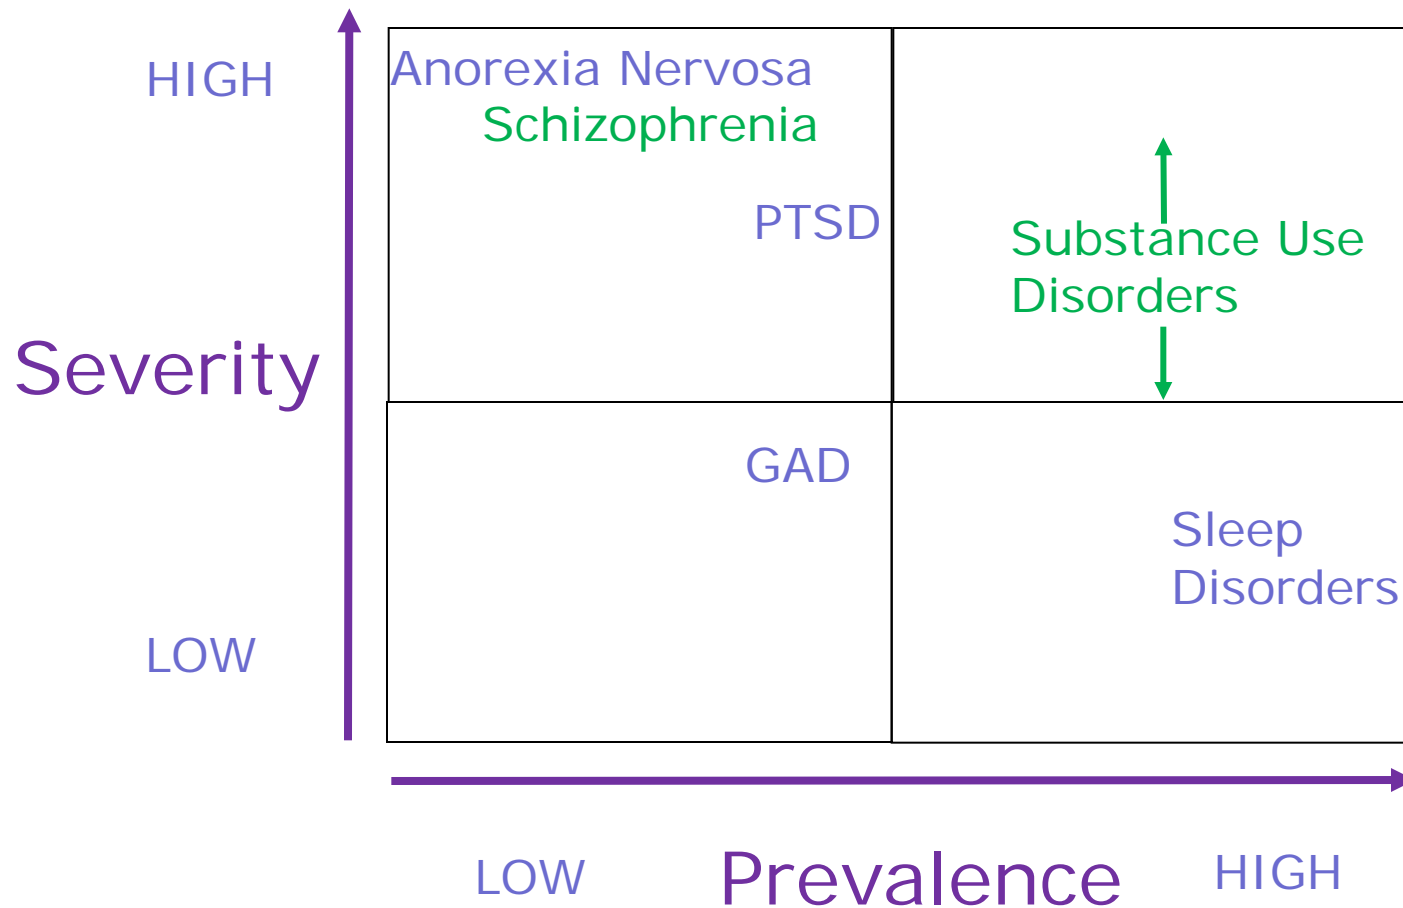 HIGH
Anorexia Nervosa
Schizophrenia
PTSD
Substance Use
Disorders
Severity
GAD
Sleep
Disorders
LOW
LOW
Prevalence
HIGH